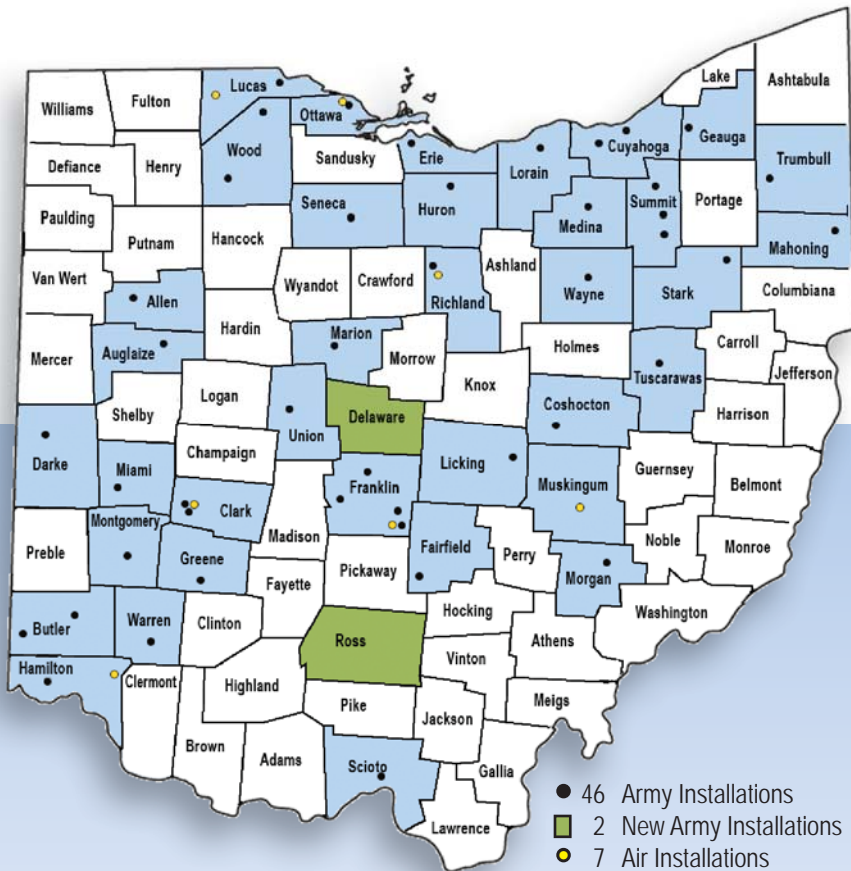 Lake
Ashtabula
Williams
Fulton
Lucas
Ottawa
Geauga
Cuyahoga
Wood
Sandusky
Erie
Lorain
Trumbull
Defiance
Henry
Portage
Summit
Seneca
Huron
Medina
Paulding
Hancock
Putnam
Mahoning
Ashland
Van Wert
Wyandot
Crawford
Columbiana
Allen
Richland
Wayne
Stark
Hardin
Marion
Carroll
Mercer
Auglaize
Morrow
Holmes
Jefferson
Tuscarawas
Knox
Logan
Shelby
Delaware
Coshocton
Harrison
Union
Champaign
Darke
Licking
Guernsey
Miami
Franklin
Muskingum
Belmont
Clark
Montgomery
Madison
Fairfield
Perry
Noble
Monroe
Preble
Greene
Pickaway
Morgan
Fayette
Hocking
Washington
Butler
Warren
Clinton
Ross
Athens
Vinton
Hamilton
Clermont
Highland
Meigs
Pike
Jackson
Brown
Adams
Scioto
Gallia
Lawrence
46 Army Installations
2 New Army Installations
7 Air Installations